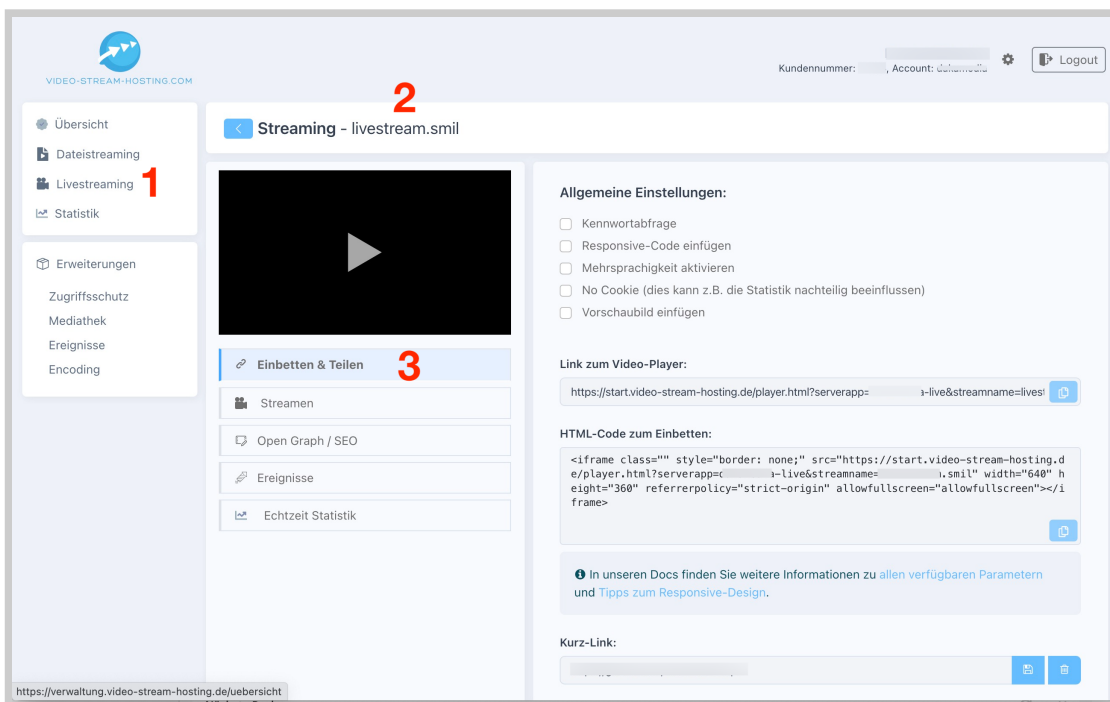 VIDEO-STREAM-HOSTING.COM
Kundennummer: , Account:
Logout
Übersicht
Dateistreaming
Livestreaming
1
Statistik
Erweiterungen
Zugriffsschutz
Mediathek
Ereignisse
Encoding
2
Streaming - livestream.smil
Einbetten & Teilen
3
Streamen
Open Graph / SEO
Ereignisse
Echtzeit Statistik
Allgemeine Einstellungen:
Kennwortabfrage
Responsive-Code einfügen
Mehrsprachigkeit aktivieren
No Cookie (dies kann z.B. die Statistik nachteilig beeinflussen)
Vorschaubild einfügen
Link zum Video-Player:
https://start.video-stream-hosting.de/player.html?serverapp= -live&streamname=livest
HTML-Code zum Einbetten:
<iframe class="" style="border: none;" src="https://start.video-stream-hosting.d
e/player.html?serverapp= -live&streamname= .smil" width="640" h
eight="360" referrerpolicy="strict-origin" allowfullscreen="allowfullscreen"></i
frame>
In unseren Docs finden Sie weitere Informationen zu allen verfügbaren Parametern
und Tipps zum Responsive-Design.
Kurz-Link:
https://verwaltung.video-stream-hosting.de/uebersicht